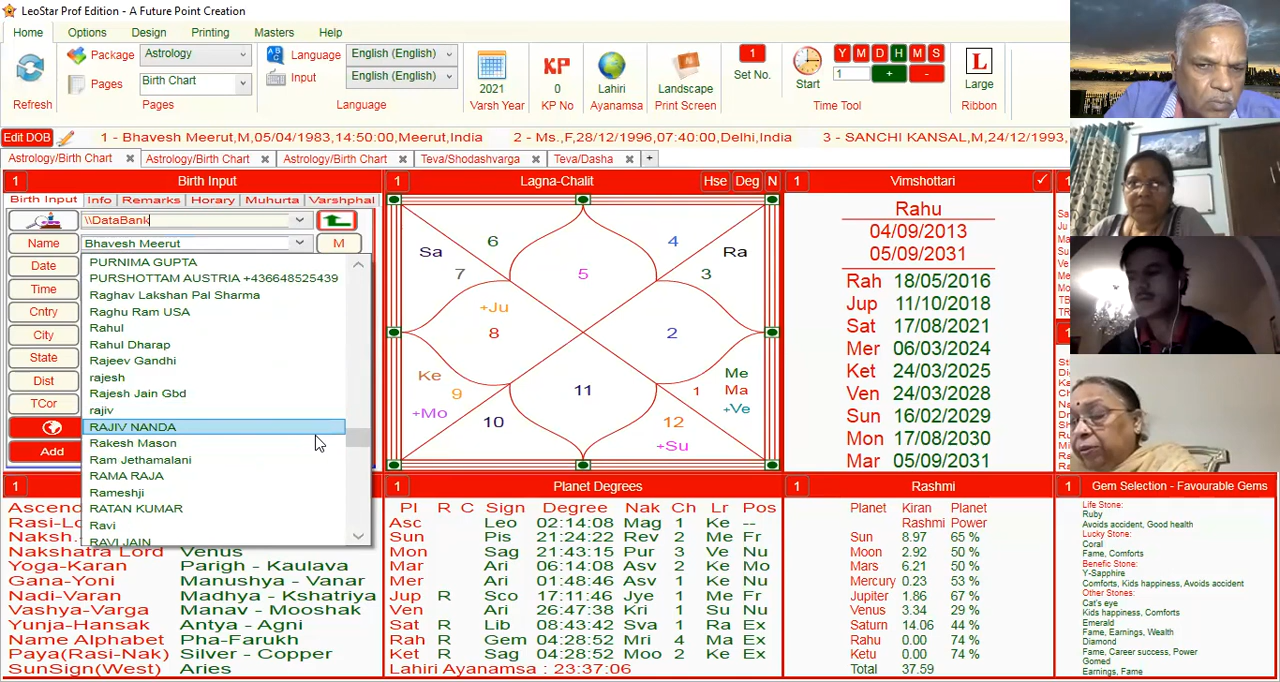 LeoStar Prof Edition - A Future Point Creation
Home Options Design Printing Masters Help
Refresh
Package Astrology
Pages Birth Chart
Pages
Language English (English)
Input English (English)
Language
2021
Varsh Year
KP
0
KP No
Lahiri
Ayanamsa
Landscape
Print Screen
1
Set No.
Start
Y M D H M S
1 + -
Time Tool
L
Large
Ribbon
Edit DOB 1 - Bhavesh Meerut,M,05/04/1983,14:50:00,Meerut,India 2 - Ms.,F,28/12/1996,07:40:00,Delhi,India 3 - SANCHI KANSAL,M,24/12/1993,
Astrology/Birth Chart Astrology/Birth Chart Astrology/Birth Chart Teva/Shodashvarga Teva/Dasha +
1 Birth Input
Birth Input Info Remarks Horary Muhurta Varshphal
\\DataBank
Name Bhavesh Meerut M
Date
Time
Cntry
City
State
Dist
TCor
Add
PURNIMA GUPTA
PURSHOTTAM AUSTRIA +436648525439
Raghav Lakshan Pal Sharma
Raghu Ram USA
Rahul
Rahul Dharap
Rajeev Gandhi
rajesh
Rajesh Jain Gbd
rajiv
RAJIV NANDA
Rakesh Mason
Ram Jethamalani
RAMA RAJA
Rameshji
RATAN KUMAR
Ravi
RAVI JAIN
1 Lagna-Chalit Hse Deg N
6 4
Sa 5 Ra
7 3
+Ju
8 2
Ke 11 Me
9 1 Ma
+Mo +Ve
10 12
+Su
1 Vimshottari
Rahu
04/09/2013
05/09/2031
Rah 18/05/2016
Jup 11/10/2018
Sat 17/08/2021
Mer 06/03/2024
Ket 24/03/2025
Ven 24/03/2028
Sun 16/02/2029
Mon 17/08/2030
Mar 05/09/2031
1
Ascend
Rasi-Lo
Naksh.
Nakshatra Lord Venus
Yoga-Karan Parigh - Kaulava
Gana-Yoni Manushya - Vanar
Nadi-Varan Madhya - Kshatriya
Vashya-Varga Manav - Mooshak
Yunja-Hansak Antya - Agni
Name Alphabet Pha-Farukh
Paya(Rasi-Nak) Silver - Copper
SunSign(West) Aries
1 Planet Degrees
Pl R C Sign Degree Nak Ch Lr Pos
Asc Leo 02:14:08 Mag 1 Ke --
Sun Pis 21:24:22 Rev 2 Me Fr
Mon Sag 21:43:15 Pur 3 Ve Nu
Mar Ari 06:14:08 Asv 2 Ke Mo
Mer Ari 01:48:46 Asv 1 Ke Nu
Jup R Sco 17:11:46 Jye 1 Me Fr
Ven Ari 26:47:38 Kri 1 Su Nu
Sat R Lib 08:43:42 Sva 1 Ra Ex
Rah R Gem 04:28:52 Mri 4 Ma Ex
Ket R Sag 04:28:52 Moo 2 Ke Ex
Lahiri Ayanamsa : 23:37:06
1 Rashmi
Planet Kiran Planet
Rashmi Power
Sun 8.97 65 %
Moon 2.92 50 %
Mars 6.21 50 %
Mercury 0.23 53 %
Jupiter 1.86 67 %
Venus 3.34 29 %
Saturn 14.06 44 %
Rahu 0.00 74 %
Ketu 0.00 74 %
Total 37.59
1 Gem Selection - Favourable Gems
Life Stone:
Ruby
Avoids accident, Good health
Lucky Stone:
Coral
Fame, Comforts
Benefic Stone:
Y-Sapphire
Comforts, Kids happiness, Avoids accident
Other Stones:
Cat's eye
Kids happiness, Comforts
Emerald
Fame, Earnings, Wealth
Diamond
Fame, Career success, Power
Gomed
Earnings, Fame